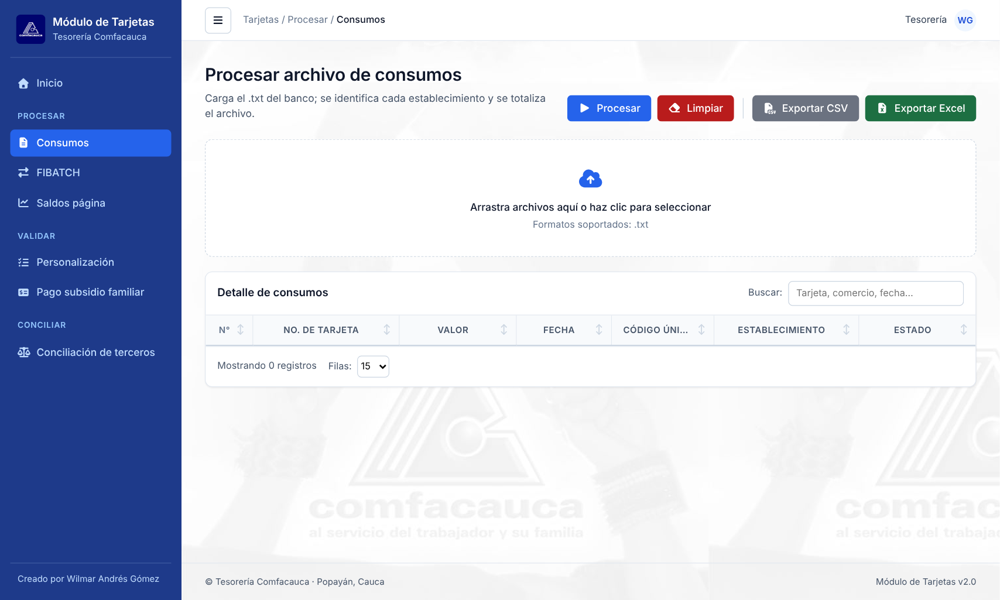 comfacauca
Módulo de Tarjetas
Tesorería Comfacauca
Inicio
PROCESAR
Consumos
FIBATCH
Saldos página
VALIDAR
Personalización
Pago subsidio familiar
CONCILIAR
Conciliación de terceros
Creado por Wilmar Andrés Gómez
Tarjetas / Procesar / Consumos
Tesorería WG
Procesar archivo de consumos
Carga el .txt del banco; se identifica cada establecimiento y se totaliza
el archivo.
Procesar Limpiar Exportar CSV Exportar Excel
Arrastra archivos aquí o haz clic para seleccionar
Formatos soportados: .txt
Detalle de consumos
Buscar: Tarjeta, comercio, fecha...
N° NO. DE TARJETA VALOR FECHA CÓDIGO ÚNI... ESTABLECIMIENTO ESTADO
Mostrando 0 registros Filas: 15
comfacauca comfaca
al servicio del trabajador y su familia al servicio del trabajad
© Tesorería Comfacauca · Popayán, Cauca
Módulo de Tarjetas v2.0